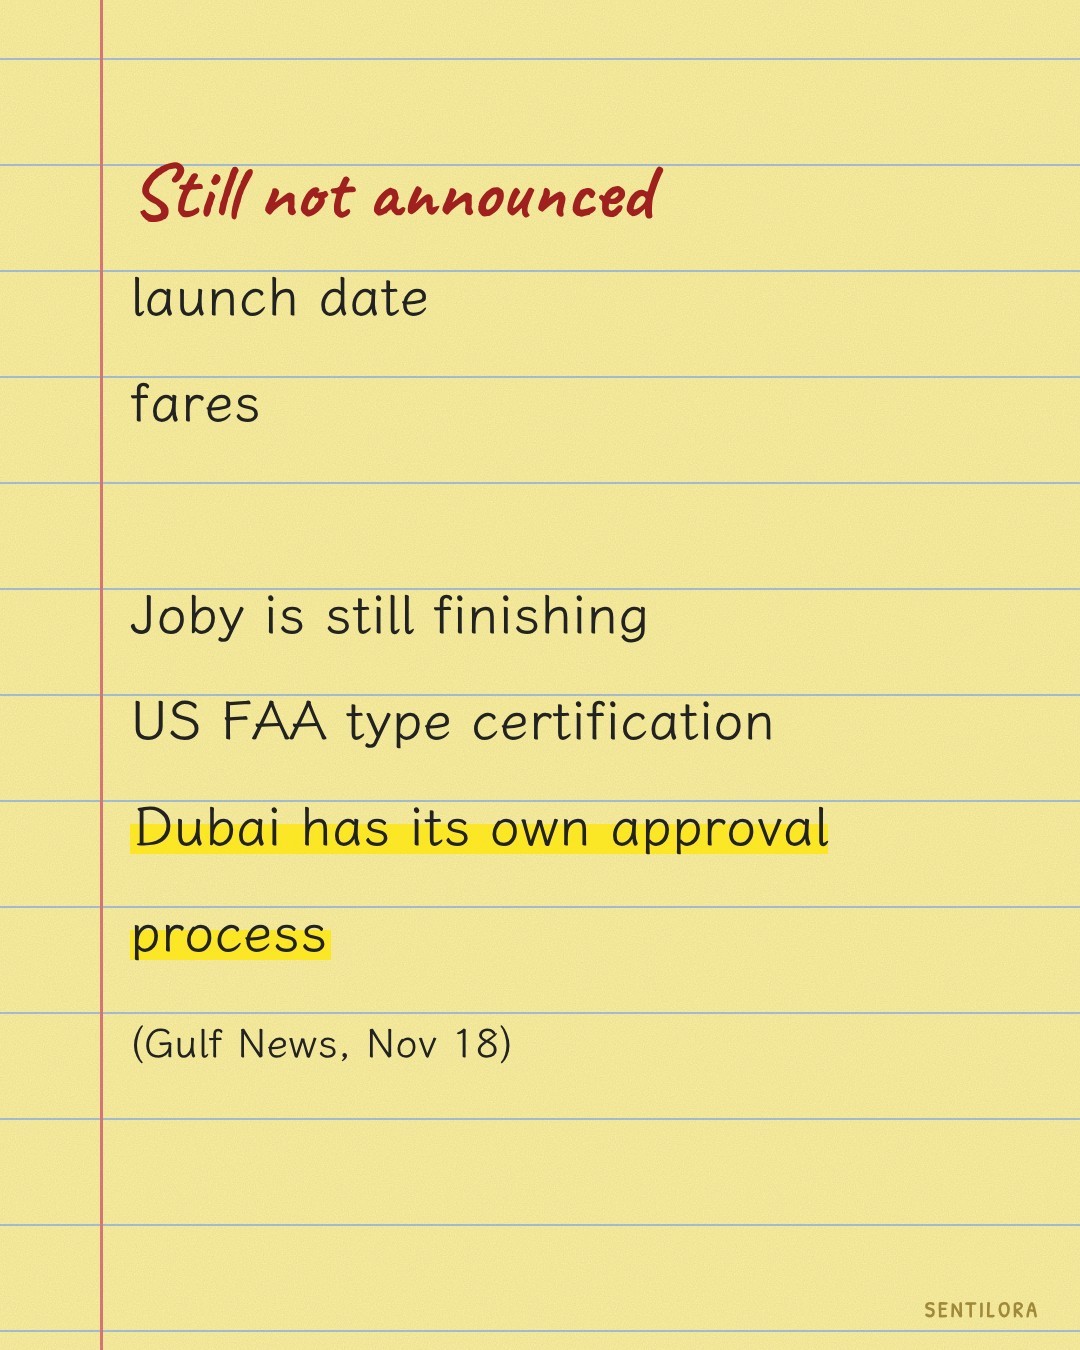 Still not announced
launch date
fares
Joby is still finishing
US FAA type certification
Dubai has its own approval
process
(Gulf News, Nov 18)
SENTILORA